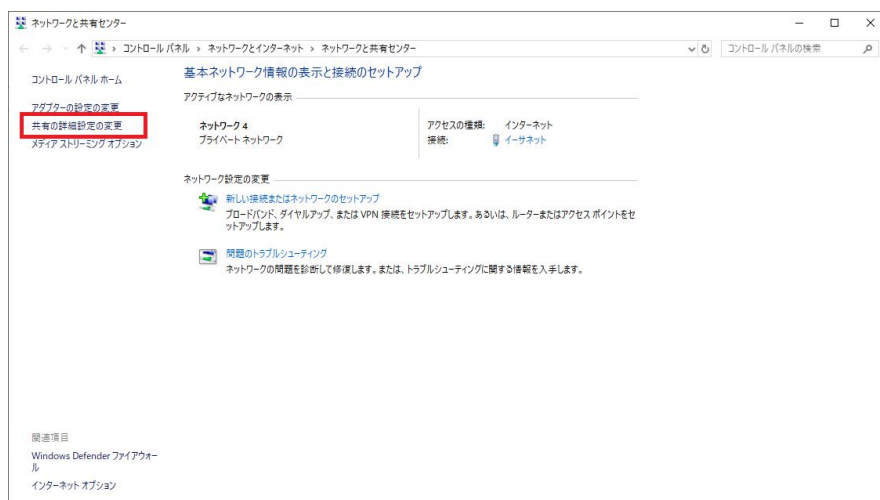 ネットワークと共有センター
コントロール パネル › ネットワークとインターネット › ネットワークと共有センター
コントロール パネルの検索
コントロール パネル ホーム
アダプターの設定の変更
共有の詳細設定の変更
メディア ストリーミング オプション
基本ネットワーク情報の表示と接続のセットアップ
アクティブなネットワークの表示
ネットワーク 4
プライベート ネットワーク
アクセスの種類: インターネット
接続: イーサネット
ネットワーク設定の変更
新しい接続またはネットワークのセットアップ
ブロードバンド、ダイヤルアップ、または VPN 接続をセットアップします。あるいは、ルーターまたはアクセス ポイントをセ
ットアップします。
問題のトラブルシューティング
ネットワークの問題を診断して修復します。または、トラブルシューティングに関する情報を入手します。
関連項目
Windows Defender ファイアウォー
ル
インターネット オプション